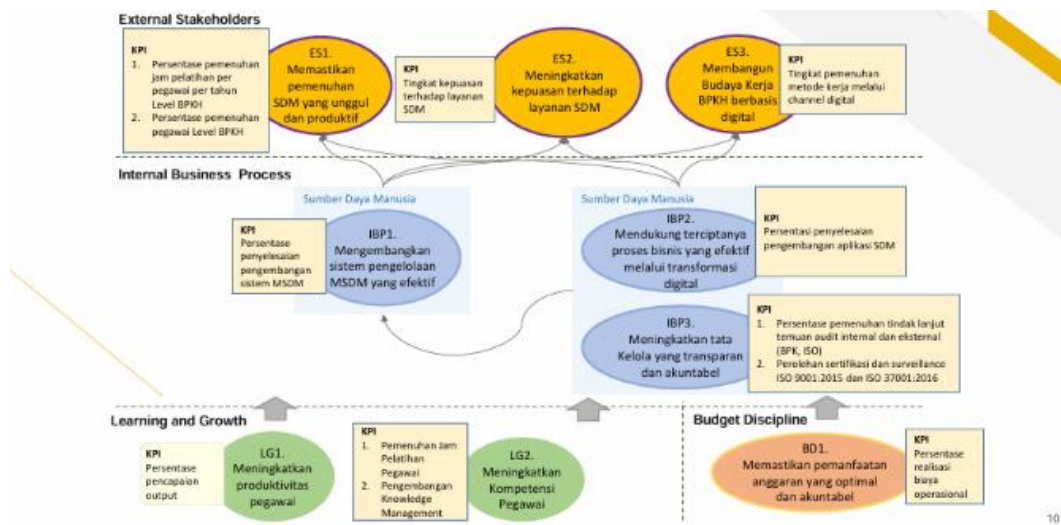 External Stakeholders
KPI
1. Persentase pemenuhan
jam pelatihan per
pegawai per tahun
Level BPKH
2. Persentase pemenuhan
pegawai Level BPKH
ES1.
Memastikan
pemenuhan
SDM yang unggul
dan produktif
KPI
Tingkat kepuasan
terhadap layanan
SDM
ES2.
Meningkatkan
kepuasan terhadap
layanan SDM
ES3.
Membangun
Budaya Kerja
BPKH berbasis
digital
KPI
Tingkat pemenuhan
metode kerja melalui
channel digital
Internal Business Process
Sumber Daya Manusia
KPI
Persentase
penyelesaian
pengembangan
sistem MSDM
IBP1.
Mengembangkan
sistem pengelolaan
MSDM yang efektif
Sumber Daya Manusia
IBP2.
Mendukung terciptanya
proses bisnis yang efektif
melalui transformasi
digital
KPI
Persentasi penyelesaian
pengembangan aplikasi SDM
IBP3.
Meningkatkan tata
Kelola yang transparan
dan akuntabel
KPI
1. Persentase pemenuhan tindak lanjut
temuan audit internal dan eksternal
(BPK, ISO)
2. Perolehan sertifikasi dan surveillance
ISO 9001:2015 dan ISO 37001:2016
Learning and Growth
KPI
Persentase
pencapaian
output
LG1.
Meningkatkan
produktivitas
pegawai
KPI
1. Pemenuhan Jam
Pelatihan
Pegawai
2. Pengembangan
Knowledge
Management
LG2.
Meningkatkan
Kompetensi
Pegawai
Budget Discipline
BD1.
Memastikan pemanfaatan
anggaran yang optimal
dan akuntabel
KPI
Persentase
realisasi
biaya
operasional
10